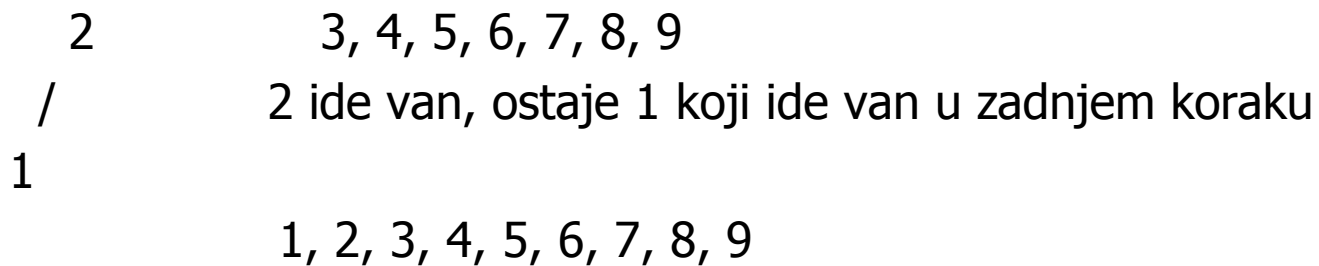 2 3, 4, 5, 6, 7, 8, 9
/ 2 ide van, ostaje 1 koji ide van u zadnjem koraku
1
1, 2, 3, 4, 5, 6, 7, 8, 9